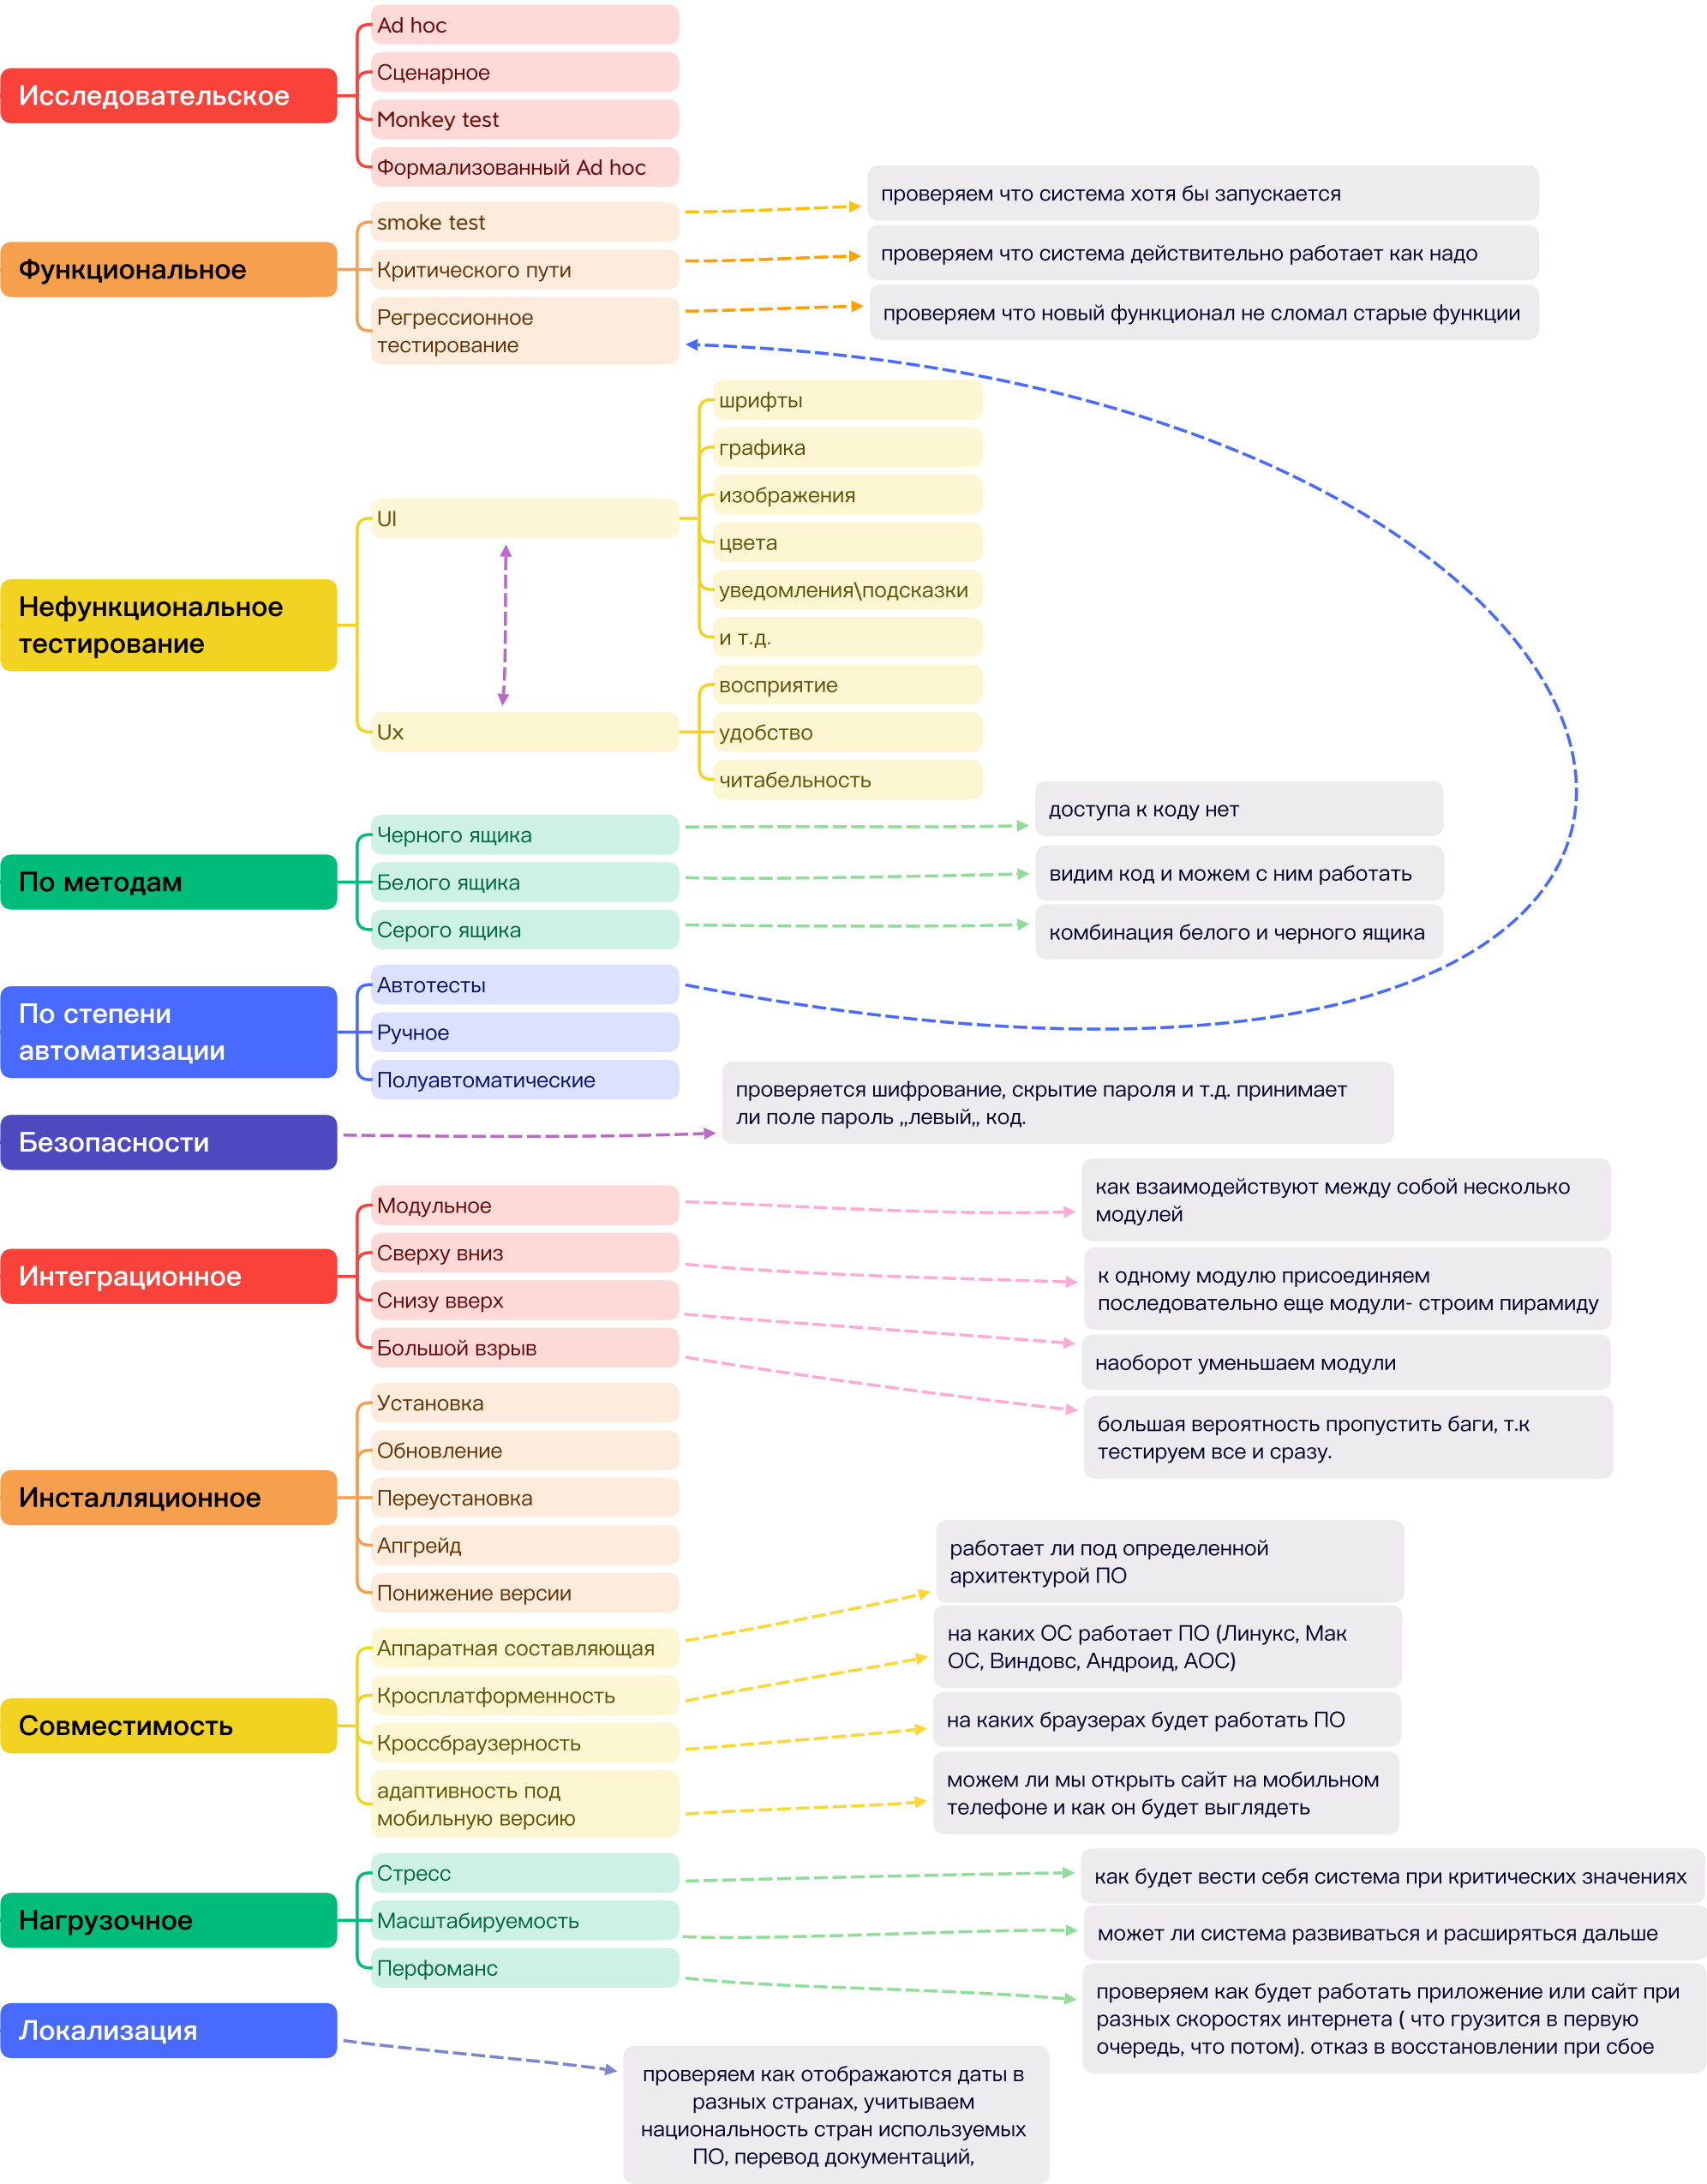 Исследовательское
Ad hoc
Сценарное
Monkey test
Формализованный Ad hoc
Функциональное
smoke test
проверяем что система хотя бы запускается
Критического пути
проверяем что система действительно работает как надо
Регрессионное
тестирование
проверяем что новый функционал не сломал старые функции
Нефункциональное
тестирование
UI
шрифты
графика
изображения
цвета
уведомления\подсказки
и т.д.
Ux
восприятие
удобство
читабельность
По методам
Черного ящика
доступа к коду нет
Белого ящика
видим код и можем с ним работать
Серого ящика
комбинация белого и черного ящика
По степени
автоматизации
Автотесты
Ручное
Полуавтоматические
Безопасности
проверяется шифрование, скрытие пароля и т.д. принимает
ли поле пароль ,,левый,, код.
Интеграционное
Модульное
как взаимодействуют между собой несколько
модулей
Сверху вниз
к одному модулю присоединяем
последовательно еще модули- строим пирамиду
Снизу вверх
наоборот уменьшаем модули
Большой взрыв
большая вероятность пропустить баги, т.к
тестируем все и сразу.
Инсталляционное
Установка
Обновление
Переустановка
Апгрейд
Понижение версии
Совместимость
Аппаратная составляющая
работает ли под определенной
архитектурой ПО
Кросплатформенность
на каких ОС работает ПО (Линукс, Мак
ОС, Виндовс, Андроид, АОС)
Кроссбраузерность
на каких браузерах будет работать ПО
адаптивность под
мобильную версию
можем ли мы открыть сайт на мобильном
телефоне и как он будет выглядеть
Нагрузочное
Стресс
как будет вести себя система при критических значениях
Масштабируемость
может ли система развиваться и расширяться дальше
Перфоманс
проверяем как будет работать приложение или сайт при
разных скоростях интернета ( что грузится в первую
очередь, что потом). отказ в восстановлении при сбое
Локализация
проверяем как отображаются даты в
разных странах, учитываем
национальность стран используемых
ПО, перевод документаций,